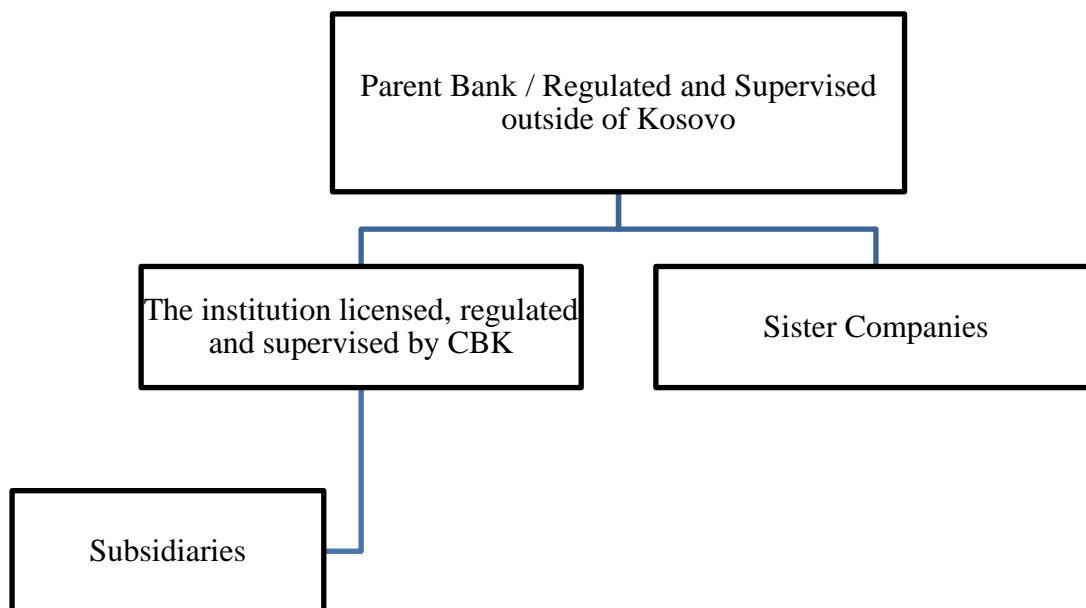 Parent Bank / Regulated and Supervised
outside of Kosovo
The institution licensed, regulated
and supervised by CBK
Sister Companies
Subsidiaries